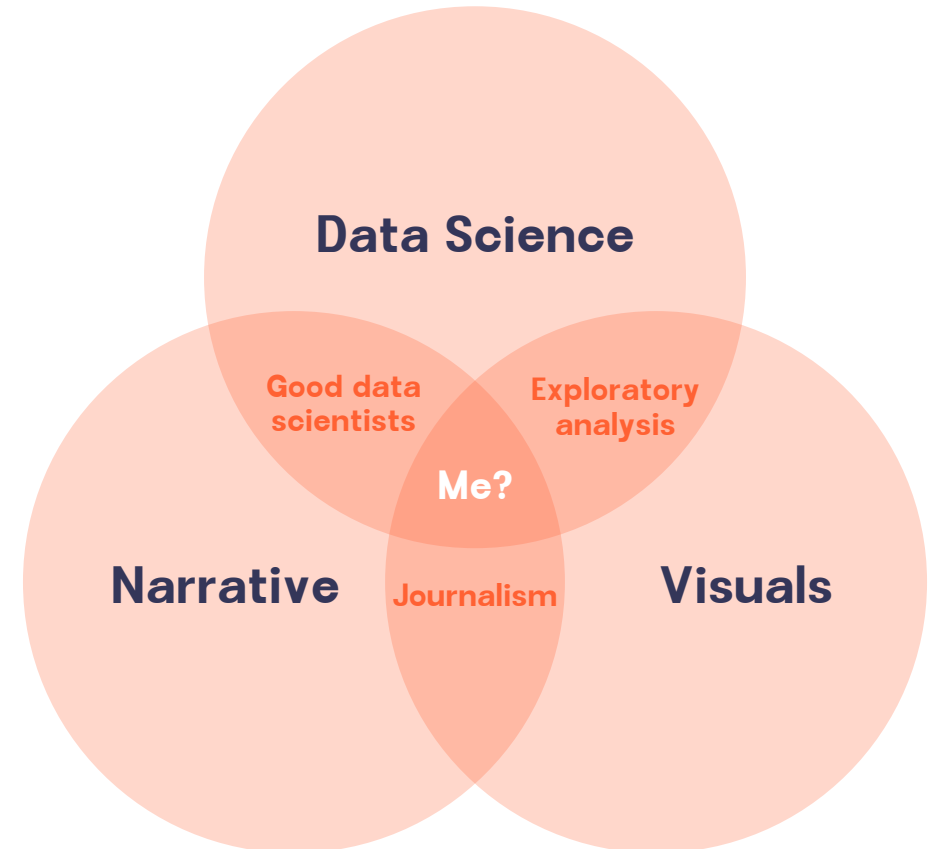 Data Science
Good data
scientists
Exploratory
analysis
Me?
Narrative
Journalism
Visuals